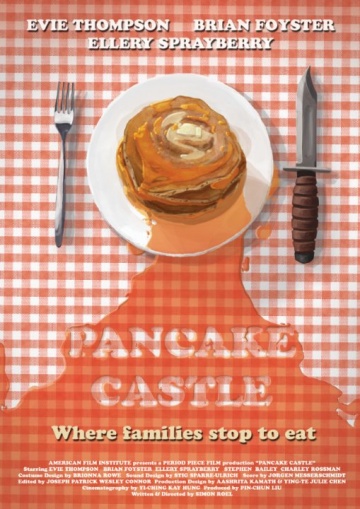 EVIE THOMPSON BRIAN FOYSTER
ELLERY SPRAYBERRY
PANCAKE
CASTLE
Where families stop to eat
AMERICAN FILM INSTITUTE presents a PERIOD PIECE FILM production "PANCAKE CASTLE"
Starring EVIE THOMPSON BRIAN FOYSTER ELLERY SPRAYBERRY STEPHEN BAILEY CHARLEY ROSSMAN
Costume Design by BRIONNA ROWE Sound Design by STIG SPARRE-ULRICH Score by JORGEN MESSERSCHMIDT
Edited by JOSEPH PATRICK WESLEY CONNOR Production Design by AASHRITA KAMATH & YING-TE JULIE CHEN
Cinematography by YI-CHING KAY HUNG Produced by PIN-CHUN LIU
Written & Directed by SIMON